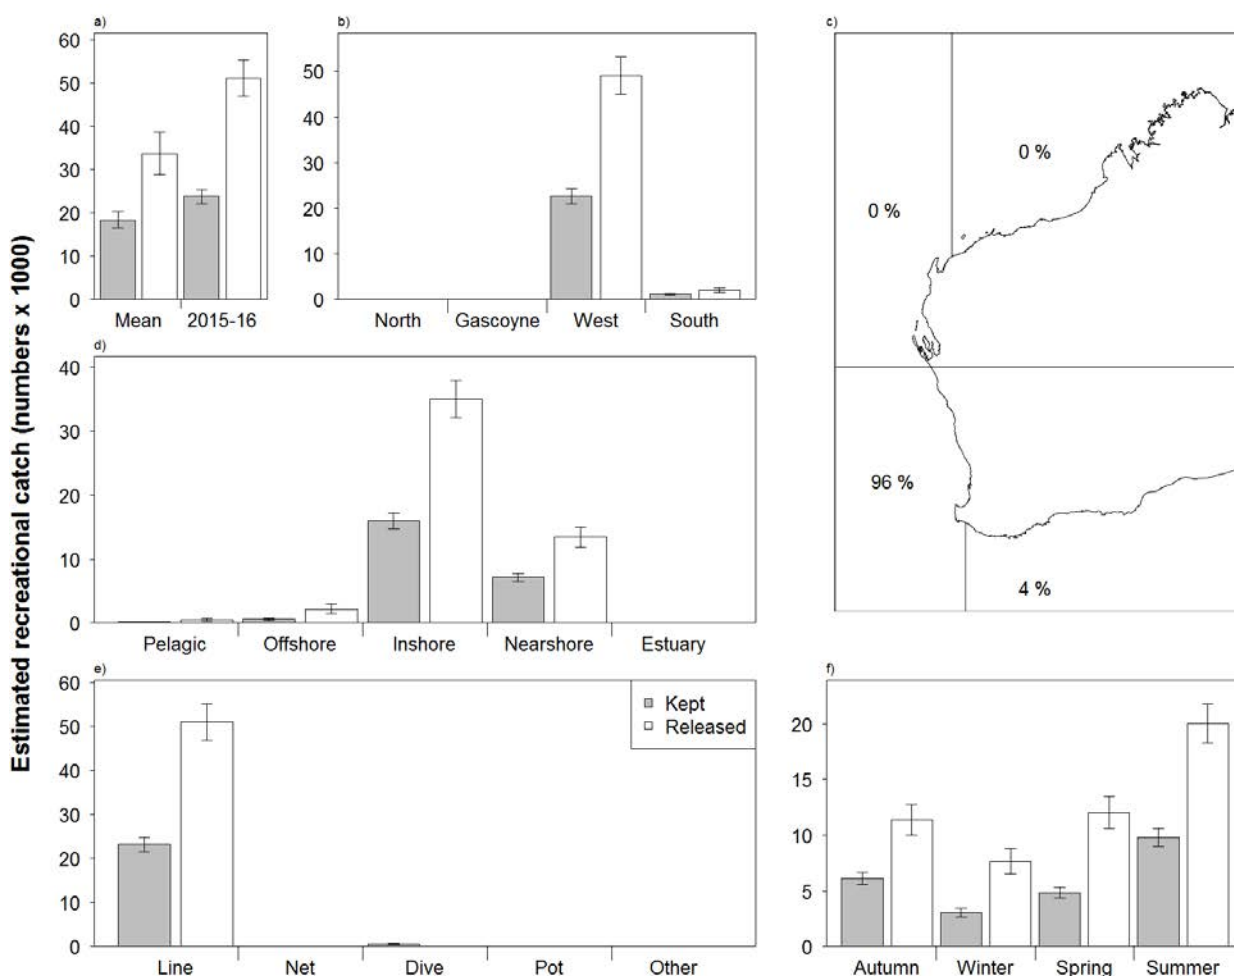 Estimated recreational catch (numbers x 1000)
a)
60
50
40
30
20
10
0
Mean 2015-16
b)
50
40
30
20
10
0
North Gascoyne West South
c)
0 %
0 %
96 %
4 %
d)
40
30
20
10
0
Pelagic Offshore Inshore Nearshore Estuary
e)
60
50
40
30
20
10
0
Kept
Released
Line Net Dive Pot Other
f)
20
15
10
5
0
Autumn Winter Spring Summer